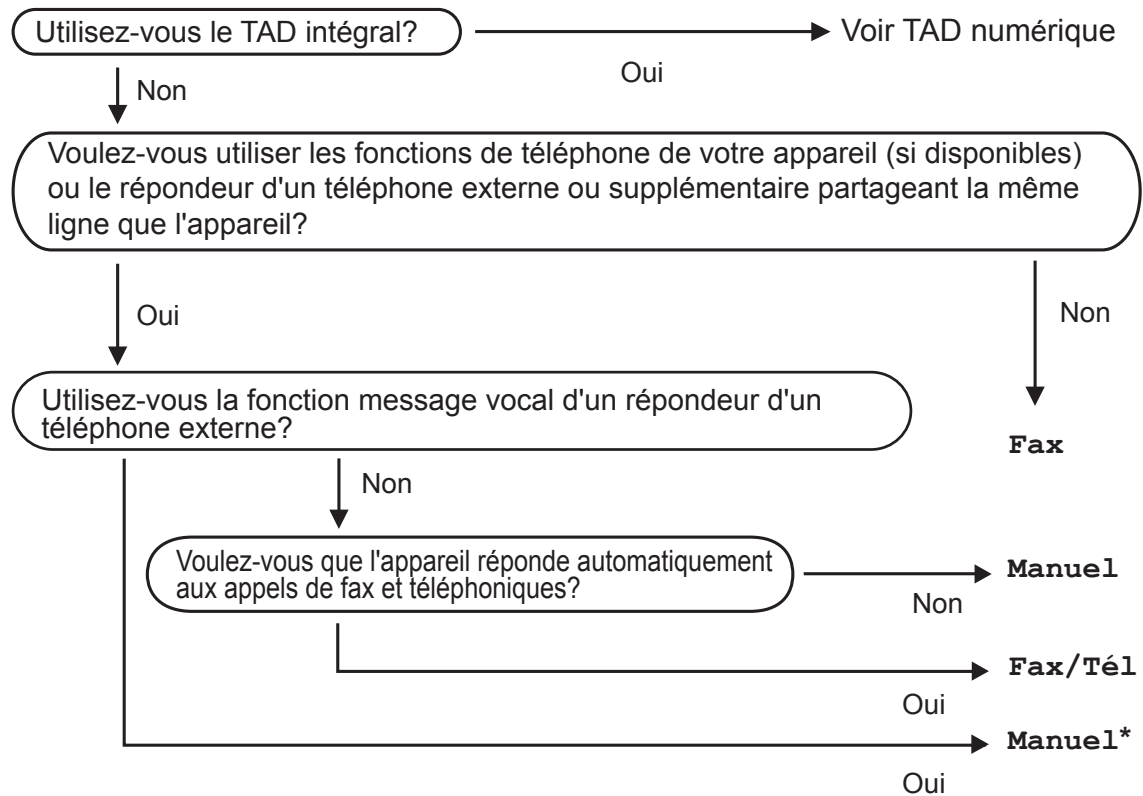 Utilisez-vous le TAD intégral?
Voir TAD numérique
Oui
Non
Voulez-vous utiliser les fonctions de téléphone de votre appareil (si disponibles)
ou le répondeur d'un téléphone externe ou supplémentaire partageant la même
ligne que l'appareil?
Oui
Non
Utilisez-vous la fonction message vocal d'un répondeur d'un
téléphone externe?
Fax
Non
Voulez-vous que l'appareil réponde automatiquement
aux appels de fax et téléphoniques?
Manuel
Non
Fax/Tél
Oui
Manuel*
Oui